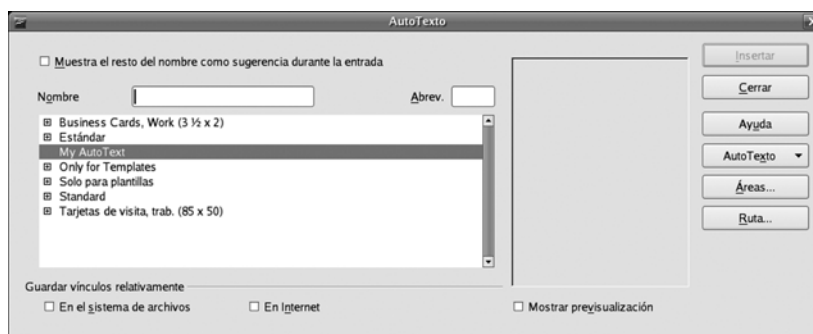 AutoTexto
Muestra el resto del nombre como sugerencia durante la entrada
Insertar
Nombre
Abrev.
Cerrar
Business Cards, Work (3 ½ x 2)
Estándar
My AutoText
Only for Templates
Solo para plantillas
Standard
Tarjetas de visita, trab. (85 x 50)
Ayuda
AutoTexto
Áreas...
Ruta...
Guardar vínculos relativamente
En el sistema de archivos
En Internet
Mostrar previsualización